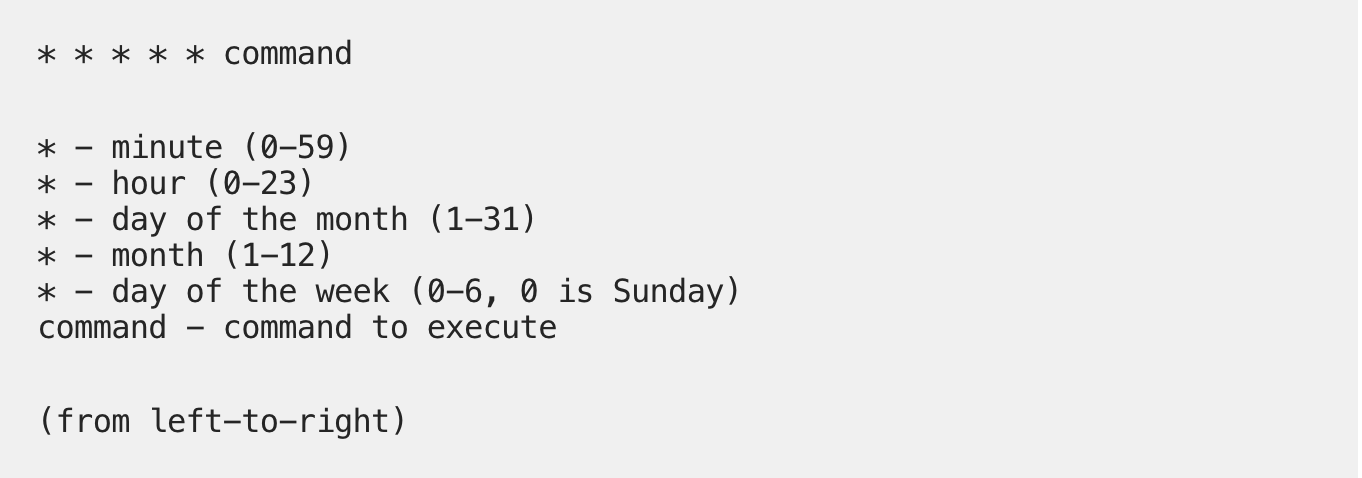 * * * * * command
* – minute (0–59)
* – hour (0–23)
* – day of the month (1–31)
* – month (1–12)
* – day of the week (0–6, 0 is Sunday)
command – command to execute
(from left–to–right)